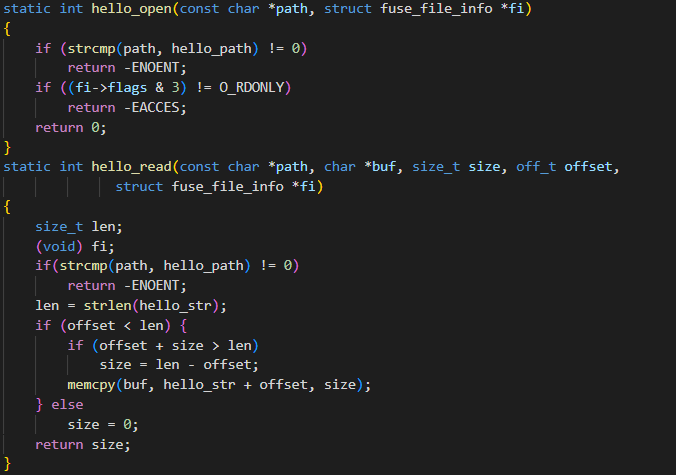 static int hello_open(const char *path, struct fuse_file_info *fi)
{
    if (strcmp(path, hello_path) != 0)
        return -ENOENT;
    if ((fi->flags & 3) != O_RDONLY)
        return -EACCES;
    return 0;
}
static int hello_read(const char *path, char *buf, size_t size, off_t offset,
              struct fuse_file_info *fi)
{
    size_t len;
    (void) fi;
    if(strcmp(path, hello_path) != 0)
        return -ENOENT;
    len = strlen(hello_str);
    if (offset < len) {
        if (offset + size > len)
            size = len - offset;
        memcpy(buf, hello_str + offset, size);
    } else
        size = 0;
    return size;
}